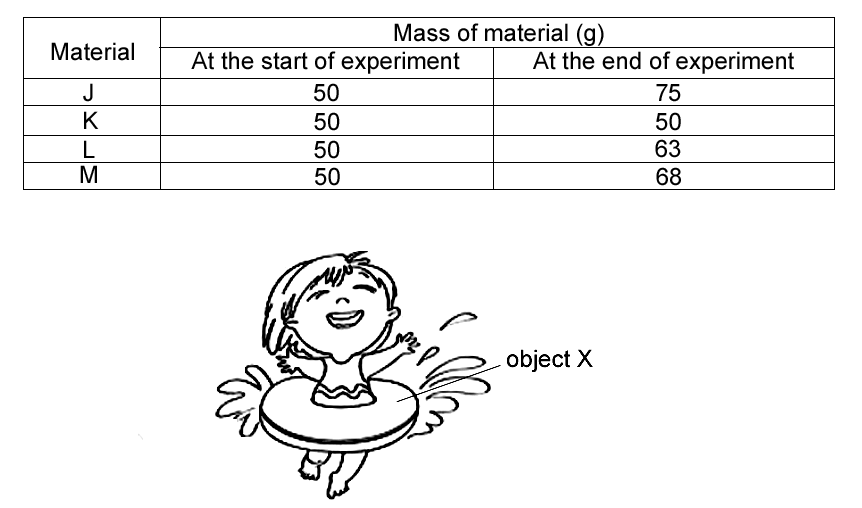 Material
Mass of material (g)
At the start of experiment At the end of experiment
J 50 75
K 50 50
L 50 63
M 50 68
object X